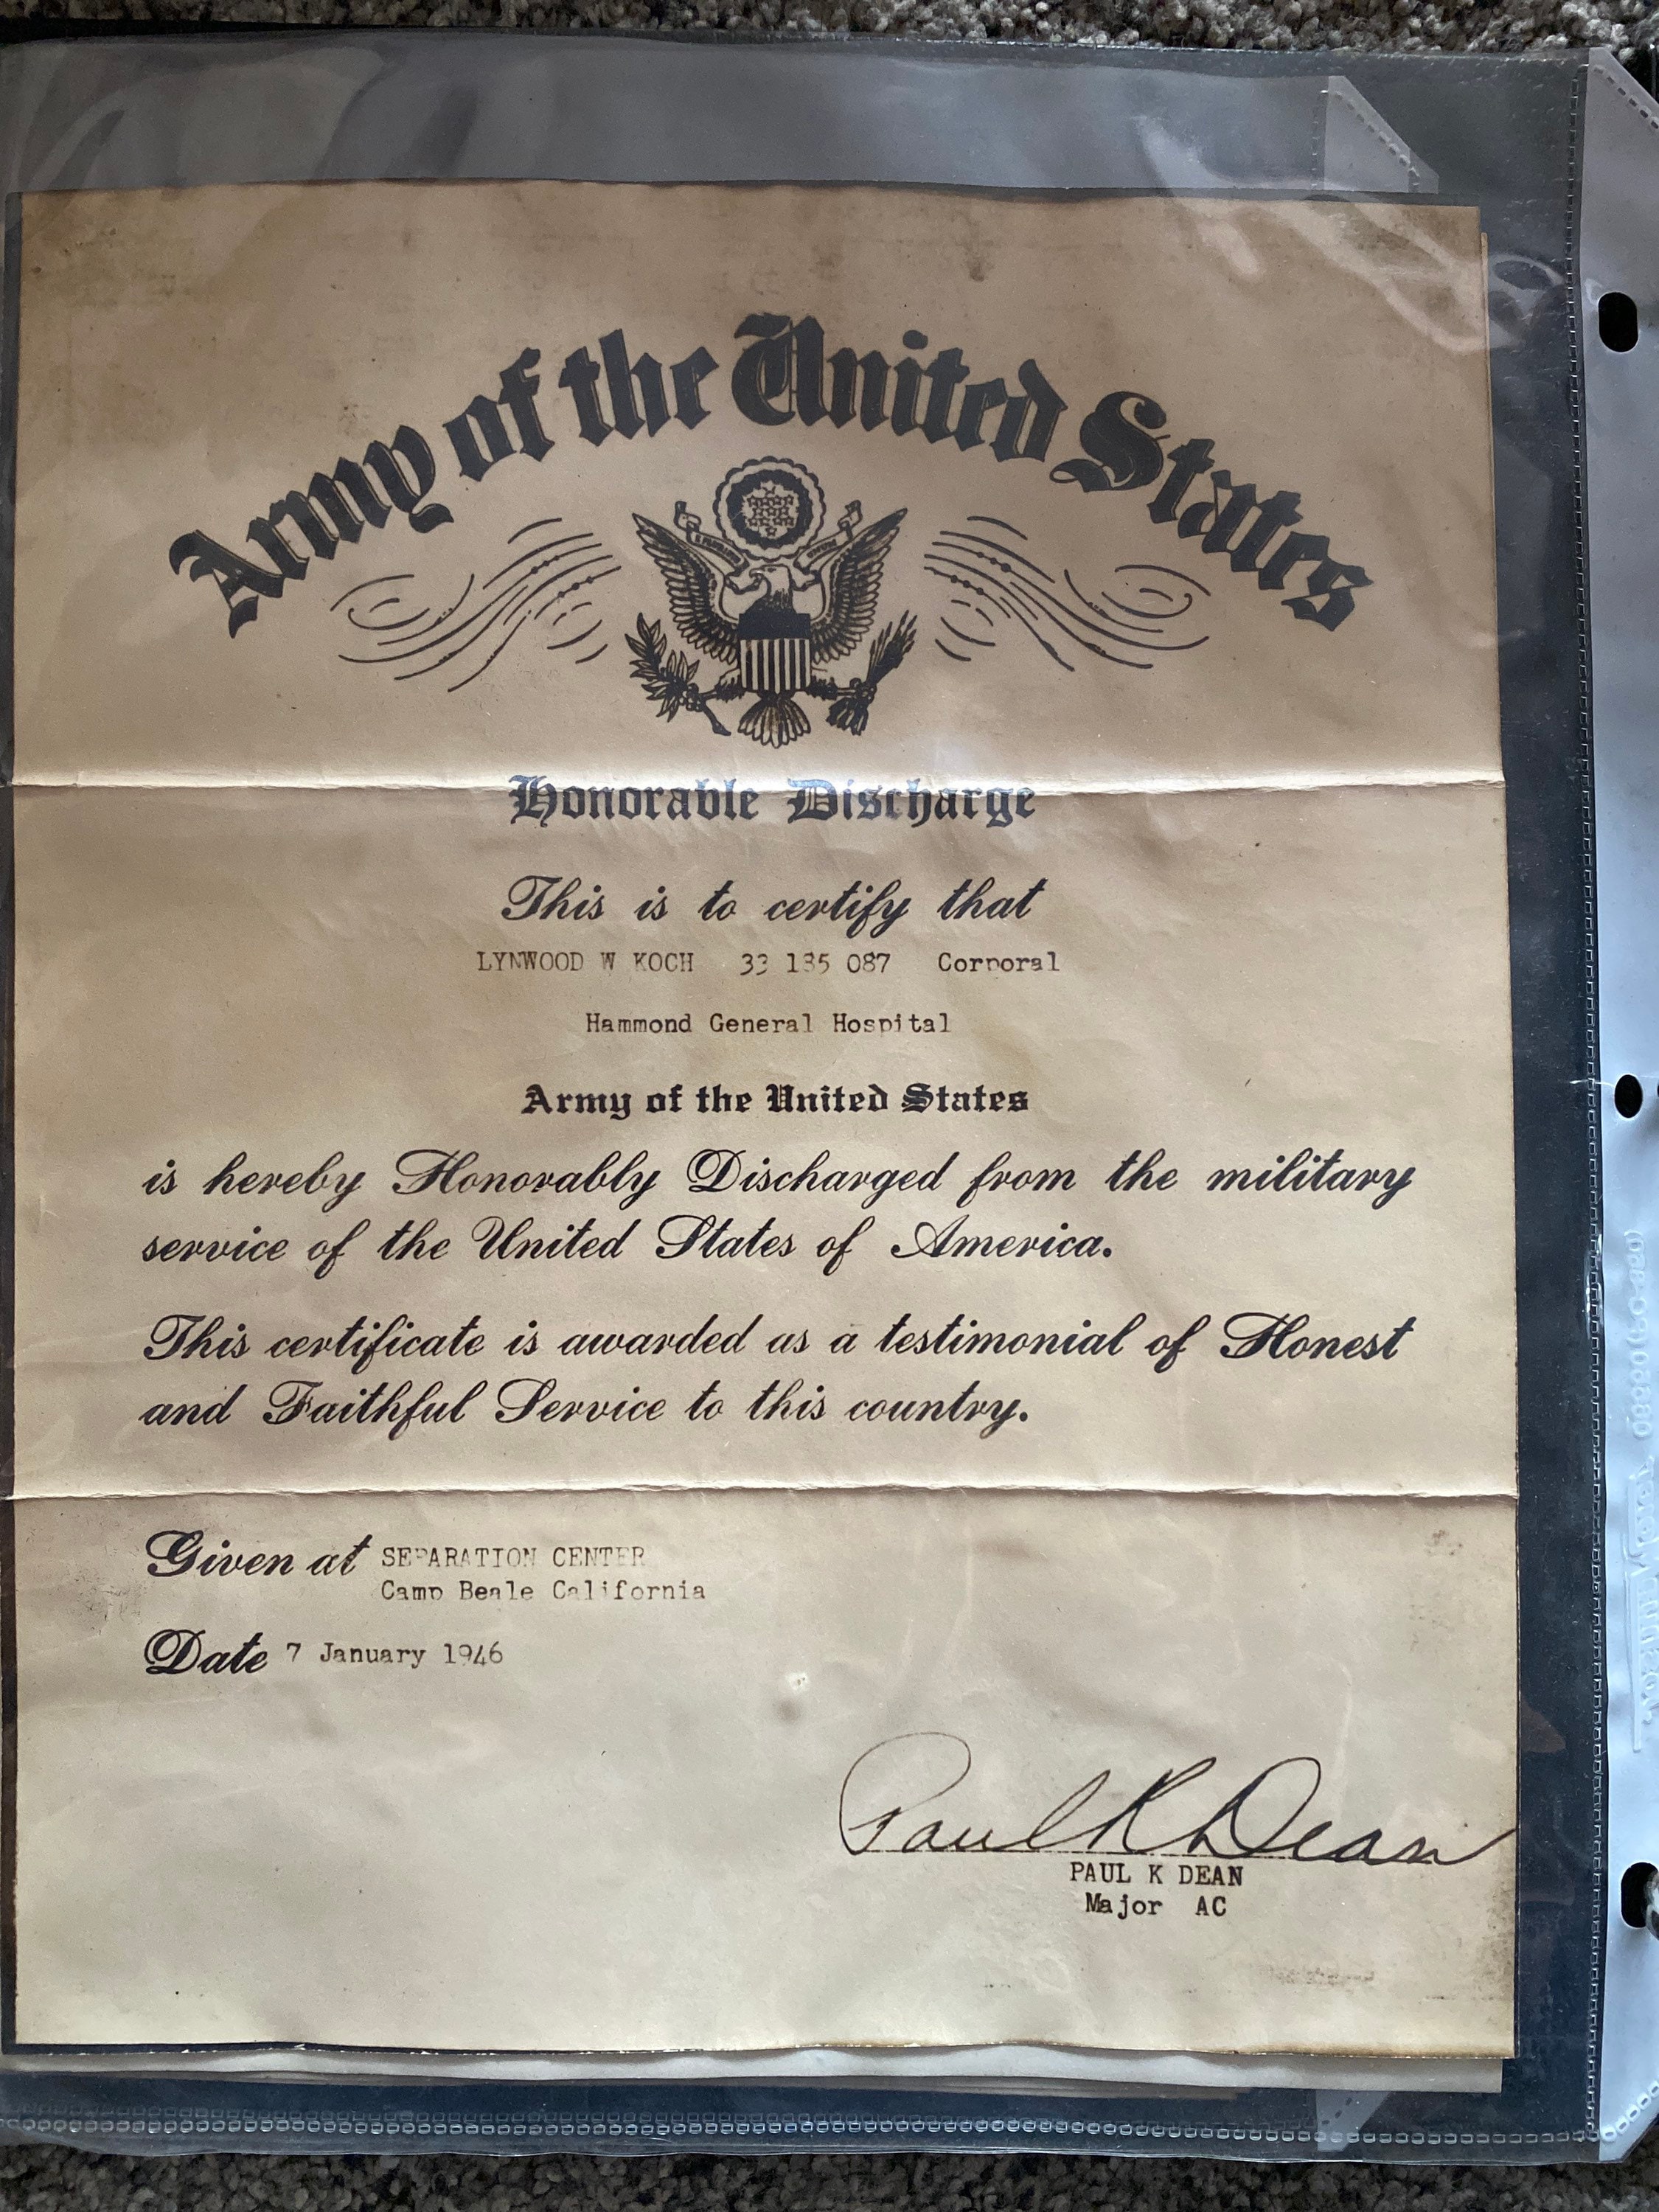 Army of the United States
Honorable Discharge
This is to certify that
LYNWOOD W KOCH 33 185 087 Corporal
Hammond General Hospital
Army of the United States
is hereby Honorably Discharged from the military
service of the United States of America.
This certificate is awarded as a testimonial of Honest
and Faithful Service to this country.
Given at SEPARATION CENTER
Camp Beale California
Date 7 January 1946
Paul K Dean
PAUL K DEAN
Major AC